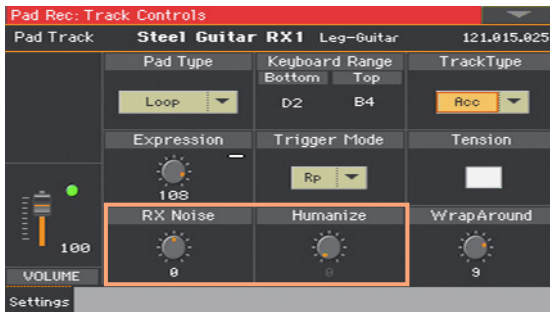 Pad Rec: Track Controls
Pad Track Steel Guitar RX1 Leg-Guitar 121.015.025
Pad Type Keyboard Range TrackType
Bottom Top
Loop D2 B4 Acc
Expression Trigger Mode Tension
Rp
108
RX Noise Humanize WrapAround
100
0 0 9
VOLUME
Settings